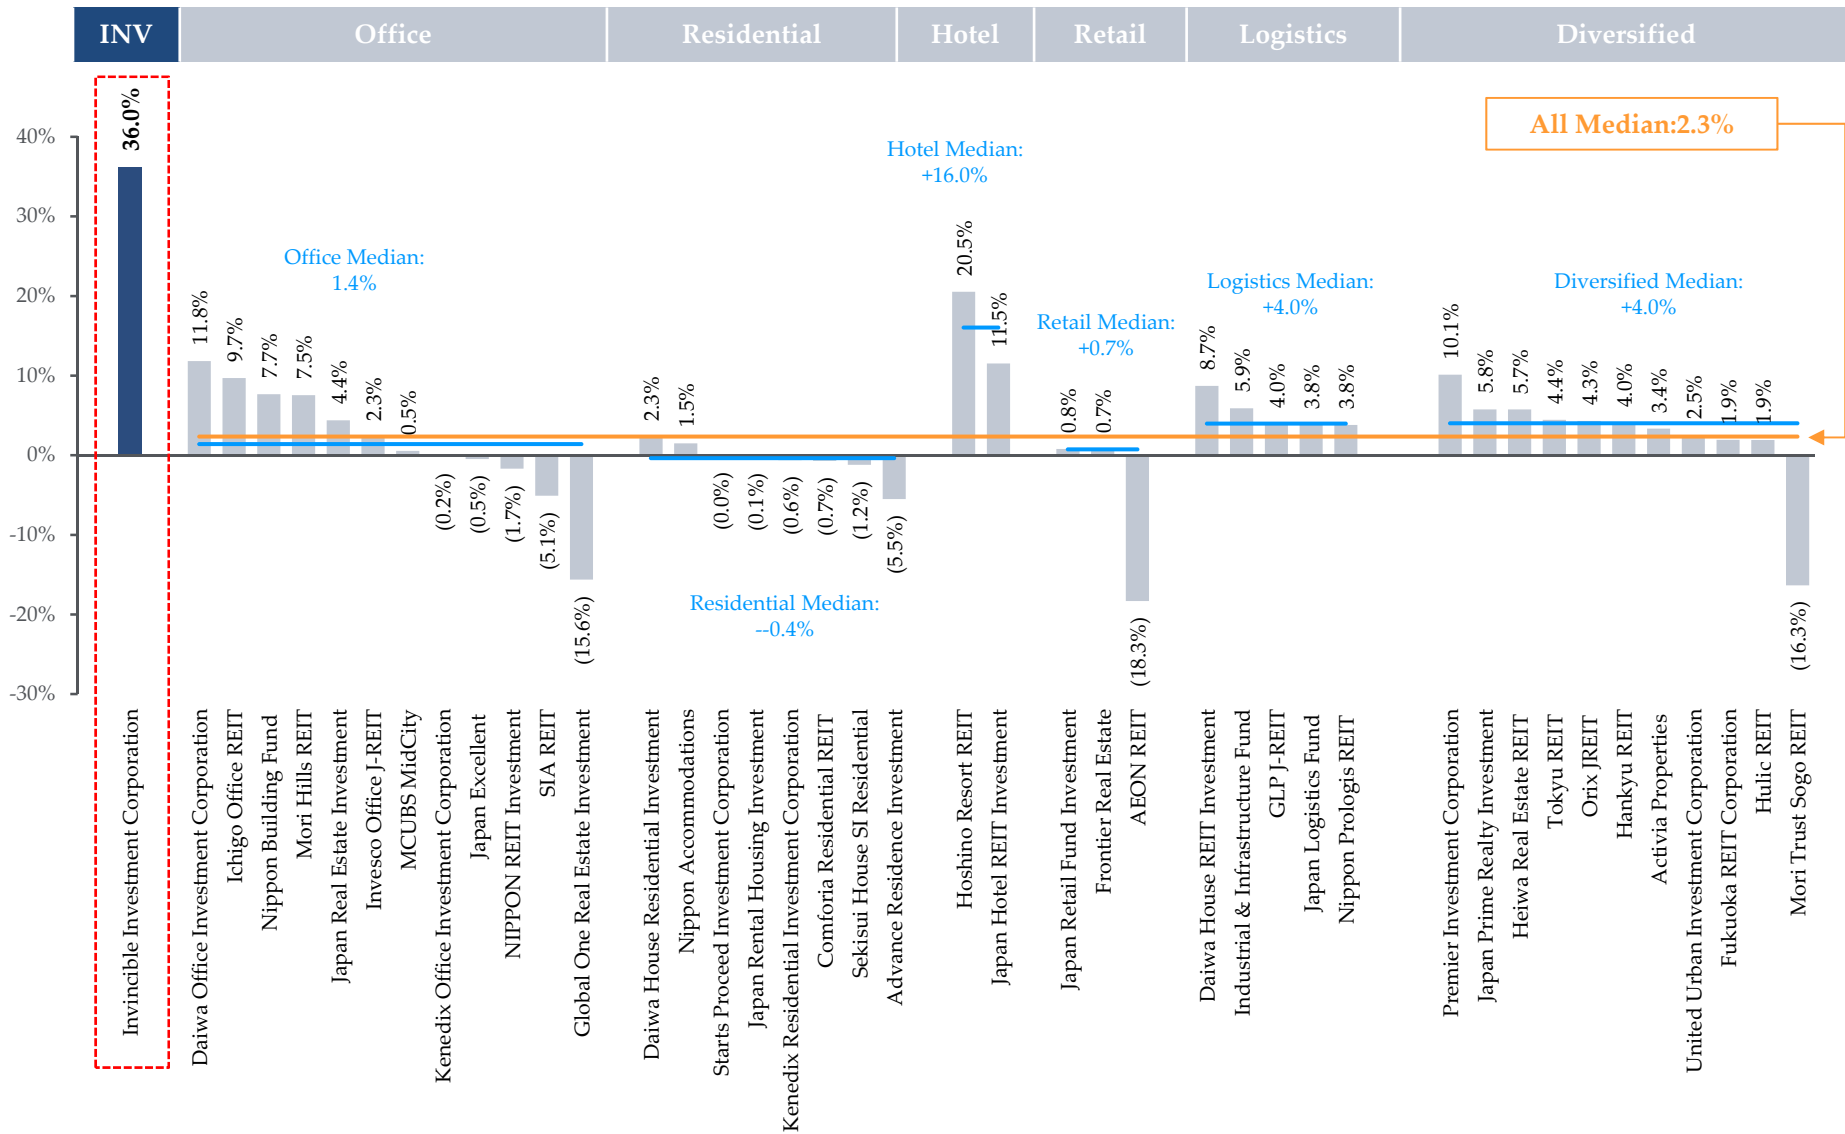 INV
Office
Residential
Hotel
Retail
Logistics
Diversified
All Median:2.3%
40%
30%
20%
10%
0%
-10%
-20%
-30%
Office Median:
1.4%
Residential Median:
--0.4%
Hotel Median:
+16.0%
Retail Median:
+0.7%
Logistics Median:
+4.0%
Diversified Median:
+4.0%
36.0%
11.8%
9.7%
7.7%
7.5%
4.4%
2.3%
0.5%
(0.2%)
(0.5%)
(1.7%)
(5.1%)
(15.6%)
2.3%
1.5%
(0.0%)
(0.1%)
(0.6%)
(0.7%)
(1.2%)
(5.5%)
20.5%
11.5%
0.8%
0.7%
(18.3%)
8.7%
5.9%
4.0%
3.8%
3.8%
10.1%
5.8%
5.7%
4.4%
4.3%
4.0%
3.4%
2.5%
1.9%
1.9%
(16.3%)
Invincible Investment Corporation
Daiwa Office Investment Corporation
Ichigo Office REIT
Nippon Building Fund
Mori Hills REIT
Japan Real Estate Investment
Invesco Office J-REIT
MCUBS MidCity
Kenedix Office Investment Corporation
Japan Excellent
NIPPON REIT Investment
SIA REIT
Global One Real Estate Investment
Daiwa House Residential Investment
Nippon Accommodations
Starts Proceed Investment Corporation
Japan Rental Housing Investment
Kenedix Residential Investment Corporation
Comforia Residential REIT
Sekisui House SI Residential
Advance Residence Investment
Hoshino Resort REIT
Japan Hotel REIT Investment
Japan Retail Fund Investment
Frontier Real Estate
AEON REIT
Daiwa House REIT Investment
Industrial & Infrastructure Fund
GLP J-REIT
Japan Logistics Fund
Nippon Prologis REIT
Premier Investment Corporation
Japan Prime Realty Investment
Heiwa Real Estate REIT
Tokyu REIT
Orix JREIT
Hankyu REIT
Activia Properties
United Urban Investment Corporation
Fukuoka REIT Corporation
Hulic REIT
Mori Trust Sogo REIT